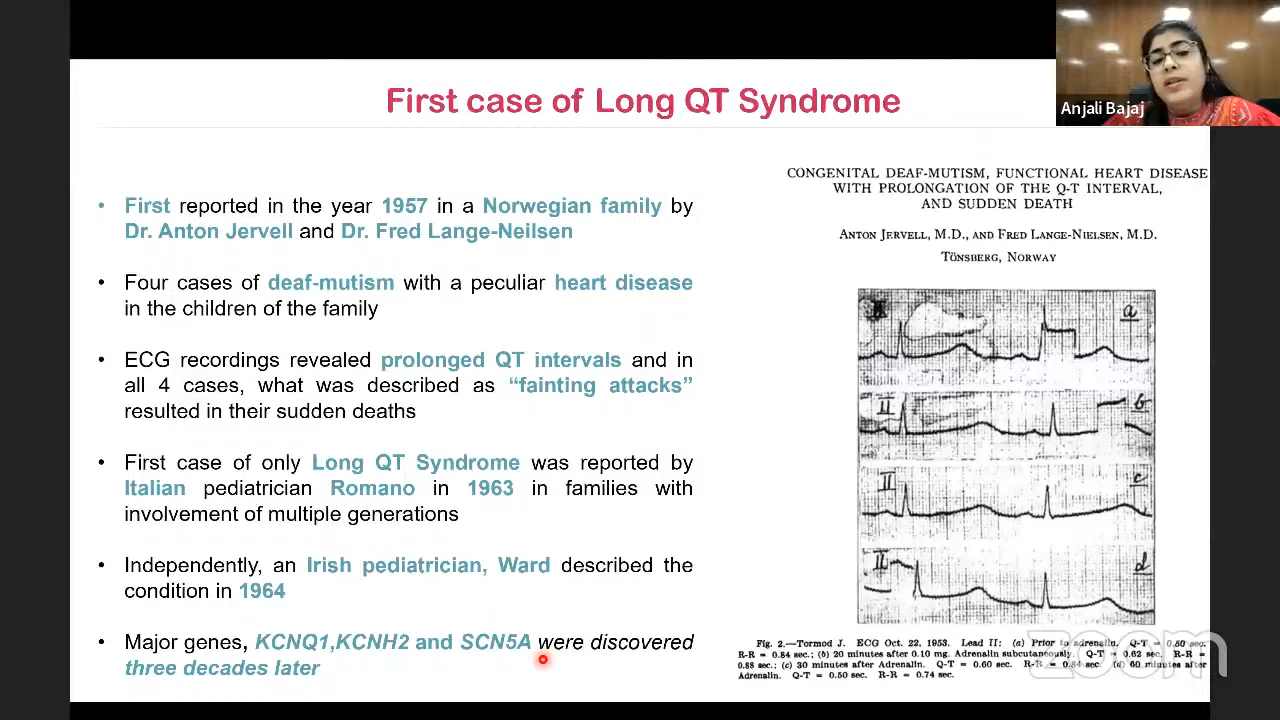 First case of Long QT Syndrome
Anjali Bajaj
• First reported in the year 1957 in a Norwegian family by
Dr. Anton Jervell and Dr. Fred Lange-Neilsen
• Four cases of deaf-mutism with a peculiar heart disease
in the children of the family
• ECG recordings revealed prolonged QT intervals and in
all 4 cases, what was described as “fainting attacks”
resulted in their sudden deaths
• First case of only Long QT Syndrome was reported by
Italian pediatrician Romano in 1963 in families with
involvement of multiple generations
• Independently, an Irish pediatrician, Ward described the
condition in 1964
• Major genes, KCNQ1,KCNH2 and SCN5A were discovered
three decades later
CONGENITAL DEAF-MUTISM, FUNCTIONAL HEART DISEASE
WITH PROLONGATION OF THE Q-T INTERVAL,
AND SUDDEN DEATH
ANTON JERVELL, M.D., AND FRED LANGE-NIELSEN, M.D.
TÖNSBERG, NORWAY
a
II b
II c
II d
Fig. 2.—Tormod J. ECG Oct. 22, 1953. Lead II: (a) Prior to adrenalin. Q-T = 0.50 sec.
R-R = 0.84 sec.; (b) 20 minutes after 0.10 mg. Adrenalin subcutaneously. Q-T = 0.62 sec. R-R =
0.88 sec.; (c) 30 minutes after Adrenalin. Q-T = 0.60 sec. R-R = 0.84 sec. (d) 60 minutes after
Adrenalin. Q-T = 0.50 sec. R-R = 0.74 sec.
zoom